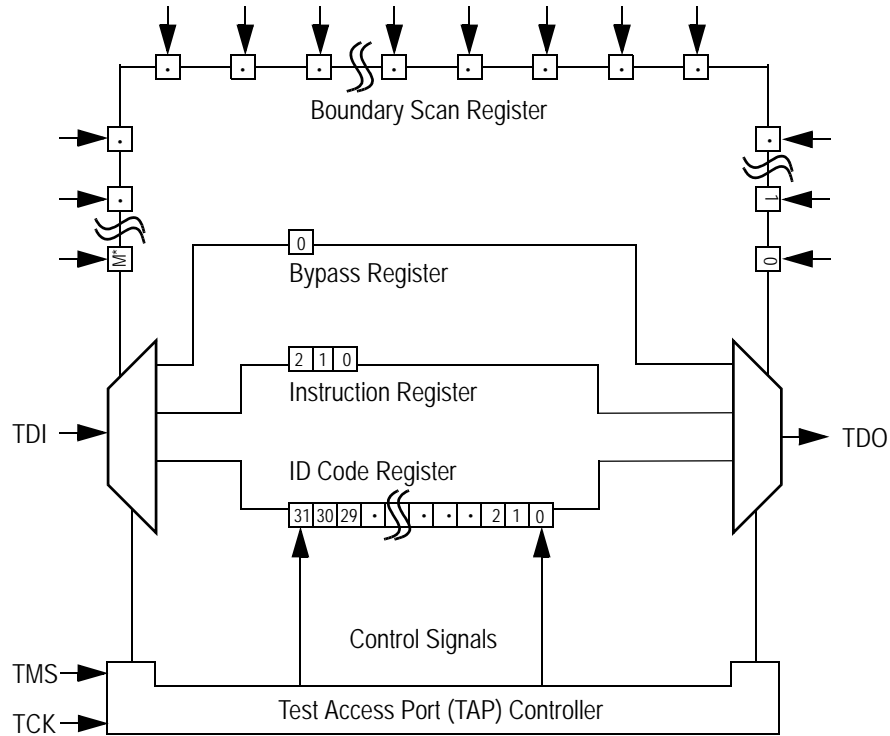 Boundary Scan Register
M*
1
0
0
Bypass Register
2 1 0
Instruction Register
TDI
TDO
ID Code Register
31 30 29 . . . . 2 1 0
Control Signals
TMS
TCK
Test Access Port (TAP) Controller